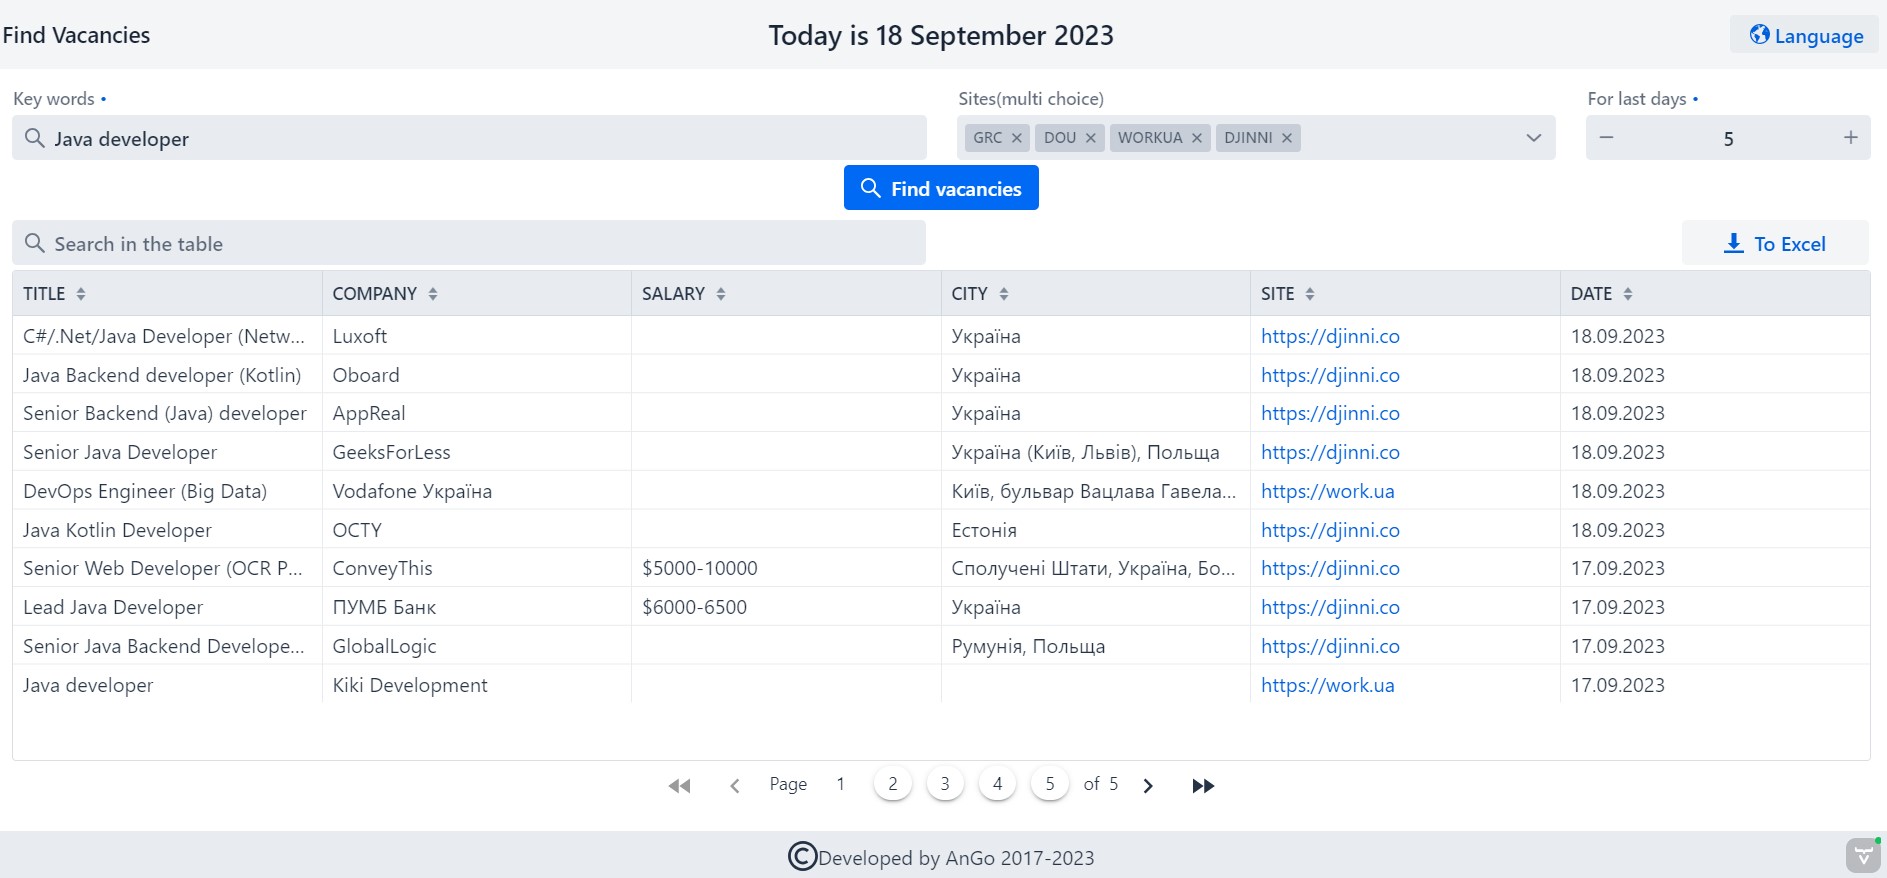 Find Vacancies
Today is 18 September 2023
Language
Key words •
Sites(multi choice)
For last days •
Java developer
GRC × DOU × WORKUA × DJINNI ×
− 5 +
Find vacancies
Search in the table
To Excel
TITLE COMPANY SALARY CITY SITE DATE
C#/.Net/Java Developer (Netw... Luxoft Україна https://djinni.co 18.09.2023
Java Backend developer (Kotlin) Oboard Україна https://djinni.co 18.09.2023
Senior Backend (Java) developer AppReal Україна https://djinni.co 18.09.2023
Senior Java Developer GeeksForLess Україна (Київ, Львів), Польща https://djinni.co 18.09.2023
DevOps Engineer (Big Data) Vodafone Україна Київ, бульвар Вацлава Гавела... https://work.ua 18.09.2023
Java Kotlin Developer OCTY Естонія https://djinni.co 18.09.2023
Senior Web Developer (OCR P... ConveyThis $5000-10000 Сполучені Штати, Україна, Бо... https://djinni.co 17.09.2023
Lead Java Developer ПУМБ Банк $6000-6500 Україна https://djinni.co 17.09.2023
Senior Java Backend Develope... GlobalLogic Румунія, Польща https://djinni.co 17.09.2023
Java developer Kiki Development https://work.ua 17.09.2023
Page 1 2 3 4 5 of 5
©Developed by AnGo 2017-2023